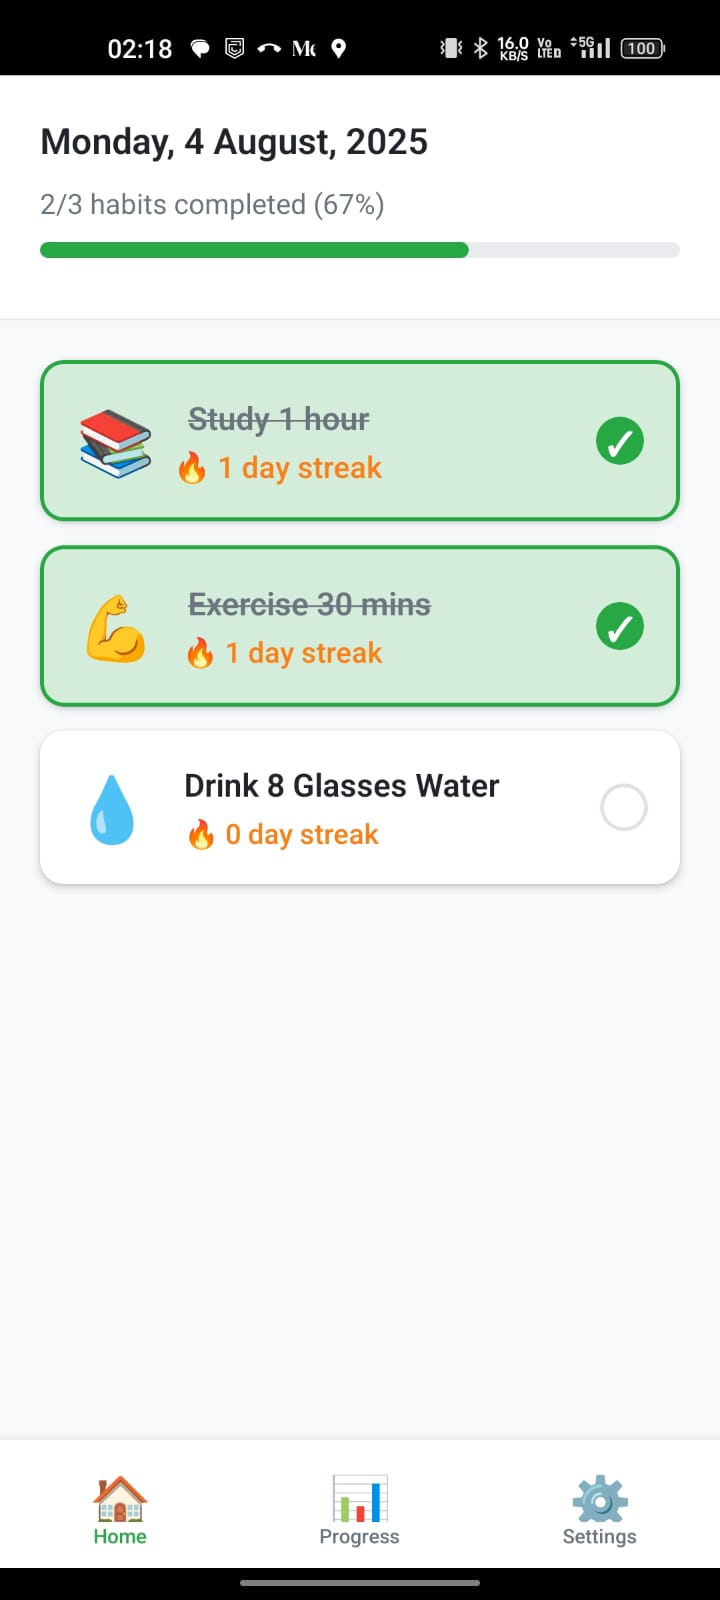 02:18 16.0 KB/S Vo LTE D 5G 100
Monday, 4 August, 2025
2/3 habits completed (67%)
Study 1 hour
🔥 1 day streak
Exercise 30 mins
🔥 1 day streak
Drink 8 Glasses Water
🔥 0 day streak
Home Progress Settings